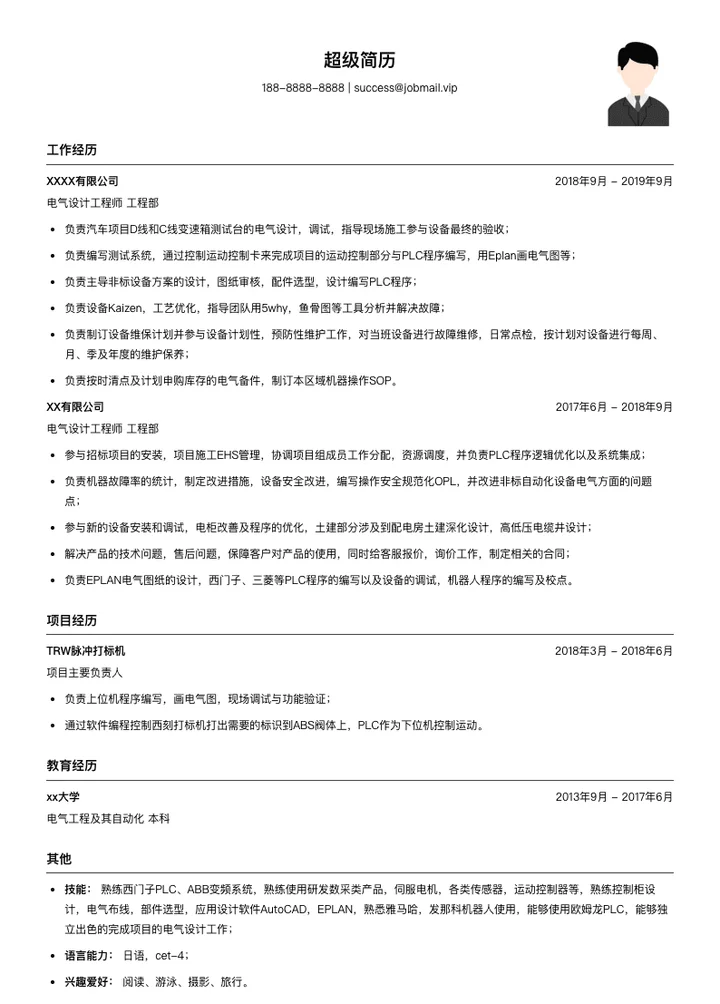 超级简历
188-8888-8888 | success@jobmail.vip
工作经历
XXXX有限公司 2018年9月 – 2019年9月
电气设计工程师 工程部
• 负责汽车项目D线和C线变速箱测试台的电气设计，调试，指导现场施工参与设备最终的验收；
• 负责编写测试系统，通过控制运动控制卡来完成项目的运动控制部分与PLC程序编写，用Eplan画电气图等；
• 负责主导非标设备方案的设计，图纸审核，配件选型，设计编写PLC程序；
• 负责设备Kaizen，工艺优化，指导团队用5why，鱼骨图等工具分析并解决故障；
• 负责制订设备维保计划并参与设备计划性，预防性维护工作，对当班设备进行故障维修，日常点检，按计划对设备进行每周、
月、季及年度的维护保养；
• 负责按时清点及计划申购库存的电气备件，制订本区域机器操作SOP。
XX有限公司 2017年6月 – 2018年9月
电气设计工程师 工程部
• 参与招标项目的安装，项目施工EHS管理，协调项目组成员工作分配，资源调度，并负责PLC程序逻辑优化以及系统集成；
• 负责机器故障率的统计，制定改进措施，设备安全改进，编写操作安全规范化OPL，并改进非标自动化设备电气方面的问题
点；
• 参与新的设备安装和调试，电柜改善及程序的优化，土建部分涉及到配电房土建深化设计，高低压电缆井设计；
• 解决产品的技术问题，售后问题，保障客户对产品的使用，同时给客服报价，询价工作，制定相关的合同；
• 负责EPLAN电气图纸的设计，西门子、三菱等PLC程序的编写以及设备的调试，机器人程序的编写及校点。
项目经历
TRW脉冲打标机 2018年3月 – 2018年6月
项目主要负责人
• 负责上位机程序编写，画电气图，现场调试与功能验证；
• 通过软件编程控制西刻打标机打出需要的标识到ABS阀体上，PLC作为下位机控制运动。
教育经历
xx大学 2013年9月 – 2017年6月
电气工程及其自动化 本科
其他
• 技能： 熟练西门子PLC、ABB变频系统，熟练使用研发数采类产品，伺服电机，各类传感器，运动控制器等，熟练控制柜设
计，电气布线，部件选型，应用设计软件AutoCAD，EPLAN，熟悉雅马哈，发那科机器人使用，能够使用欧姆龙PLC，能够独
立出色的完成项目的电气设计工作；
• 语言能力： 日语，cet-4；
• 兴趣爱好： 阅读、游泳、摄影、旅行。